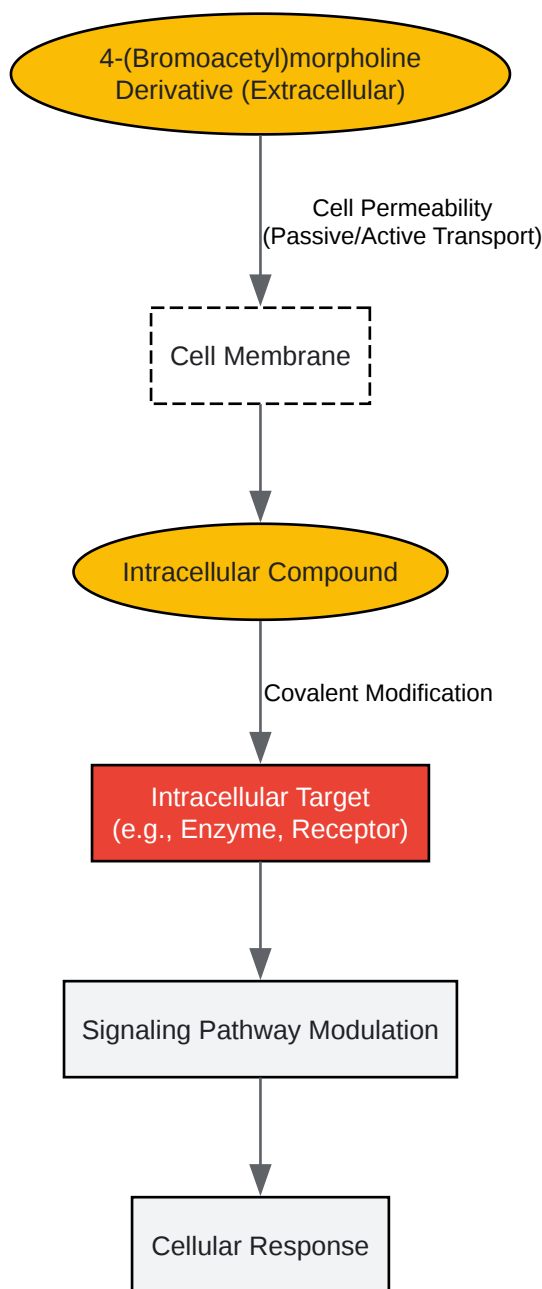 4-(Bromoacetyl)morpholine
Derivative (Extracellular)
Cell Permeability
(Passive/Active Transport)
Cell Membrane
Intracellular Compound
Covalent Modification
Intracellular Target
(e.g., Enzyme, Receptor)
Signaling Pathway Modulation
Cellular Response